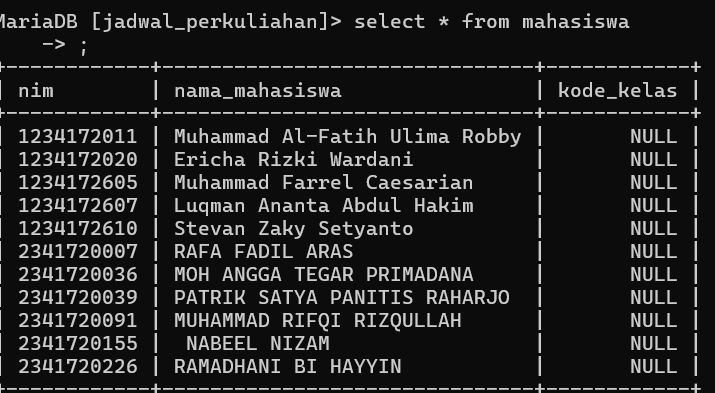 MariaDB [jadwal_perkuliahan]> select * from mahasiswa
    -> ;
+------------+-------------------------------+------------+
| nim        | nama_mahasiswa                | kode_kelas |
+------------+-------------------------------+------------+
| 1234172011 | Muhammad Al-Fatih Ulima Robby |       NULL |
| 1234172020 | Ericha Rizki Wardani          |       NULL |
| 1234172605 | Muhammad Farrel Caesarian     |       NULL |
| 1234172607 | Luqman Ananta Abdul Hakim     |       NULL |
| 1234172610 | Stevan Zaky Setyanto          |       NULL |
| 2341720007 | RAFA FADIL ARAS               |       NULL |
| 2341720036 | MOH ANGGA TEGAR PRIMADANA     |       NULL |
| 2341720039 | PATRIK SATYA PANITIS RAHARJO  |       NULL |
| 2341720091 | MUHAMMAD RIFQI RIZQULLAH      |       NULL |
| 2341720155 |  NABEEL NIZAM                 |       NULL |
| 2341720226 | RAMADHANI BI HAYYIN           |       NULL |
+------------+-------------------------------+------------+